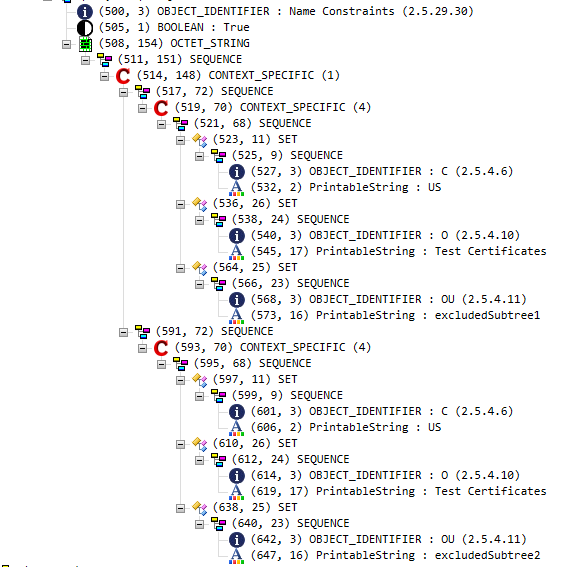 (500, 3) OBJECT_IDENTIFIER : Name Constraints (2.5.29.30)
(505, 1) BOOLEAN : True
(508, 154) OCTET_STRING
(511, 151) SEQUENCE
C (514, 148) CONTEXT_SPECIFIC (1)
(517, 72) SEQUENCE
C (519, 70) CONTEXT_SPECIFIC (4)
(521, 68) SEQUENCE
(523, 11) SET
(525, 9) SEQUENCE
i (527, 3) OBJECT_IDENTIFIER : C (2.5.4.6)
A (532, 2) PrintableString : US
(536, 26) SET
(538, 24) SEQUENCE
i (540, 3) OBJECT_IDENTIFIER : O (2.5.4.10)
A (545, 17) PrintableString : Test Certificates
(564, 25) SET
(566, 23) SEQUENCE
i (568, 3) OBJECT_IDENTIFIER : OU (2.5.4.11)
A (573, 16) PrintableString : excludedSubtree1
(591, 72) SEQUENCE
C (593, 70) CONTEXT_SPECIFIC (4)
(595, 68) SEQUENCE
(597, 11) SET
(599, 9) SEQUENCE
i (601, 3) OBJECT_IDENTIFIER : C (2.5.4.6)
A (606, 2) PrintableString : US
(610, 26) SET
(612, 24) SEQUENCE
i (614, 3) OBJECT_IDENTIFIER : O (2.5.4.10)
A (619, 17) PrintableString : Test Certificates
(638, 25) SET
(640, 23) SEQUENCE
i (642, 3) OBJECT_IDENTIFIER : OU (2.5.4.11)
A (647, 16) PrintableString : excludedSubtree2